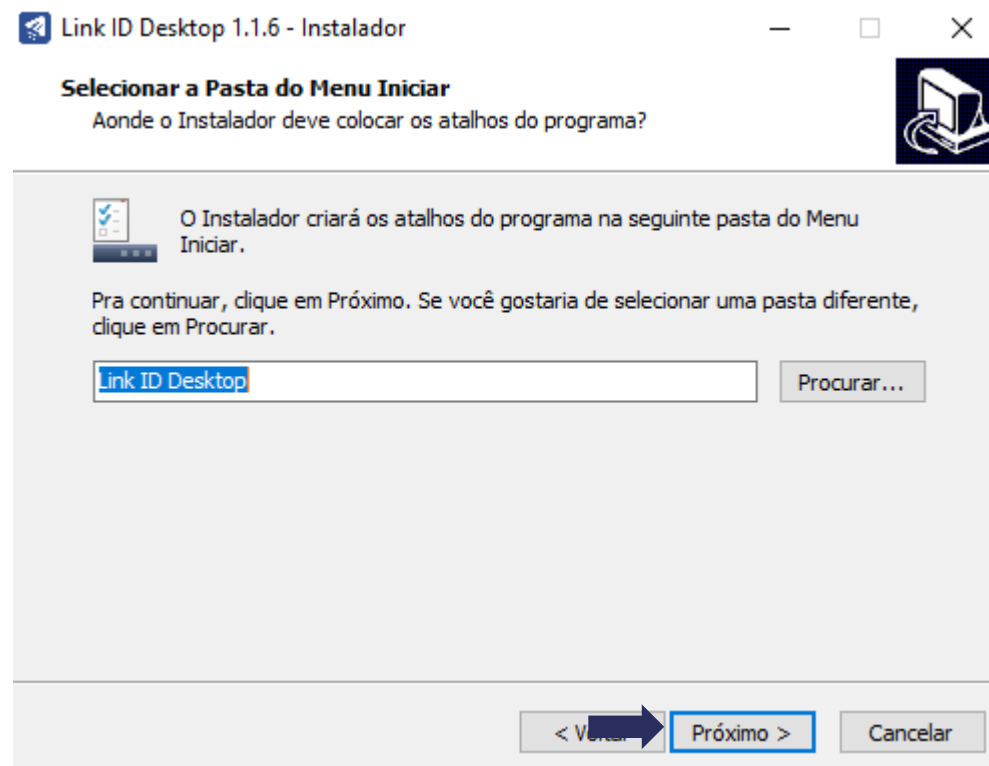 Link ID Desktop 1.1.6 - Instalador
Selecionar a Pasta do Menu Iniciar
Aonde o Instalador deve colocar os atalhos do programa?
O Instalador criará os atalhos do programa na seguinte pasta do Menu
Iniciar.
Pra continuar, clique em Próximo. Se você gostaria de selecionar uma pasta diferente,
clique em Procurar.
Link ID Desktop
Procurar...
< Próximo >
Cancelar